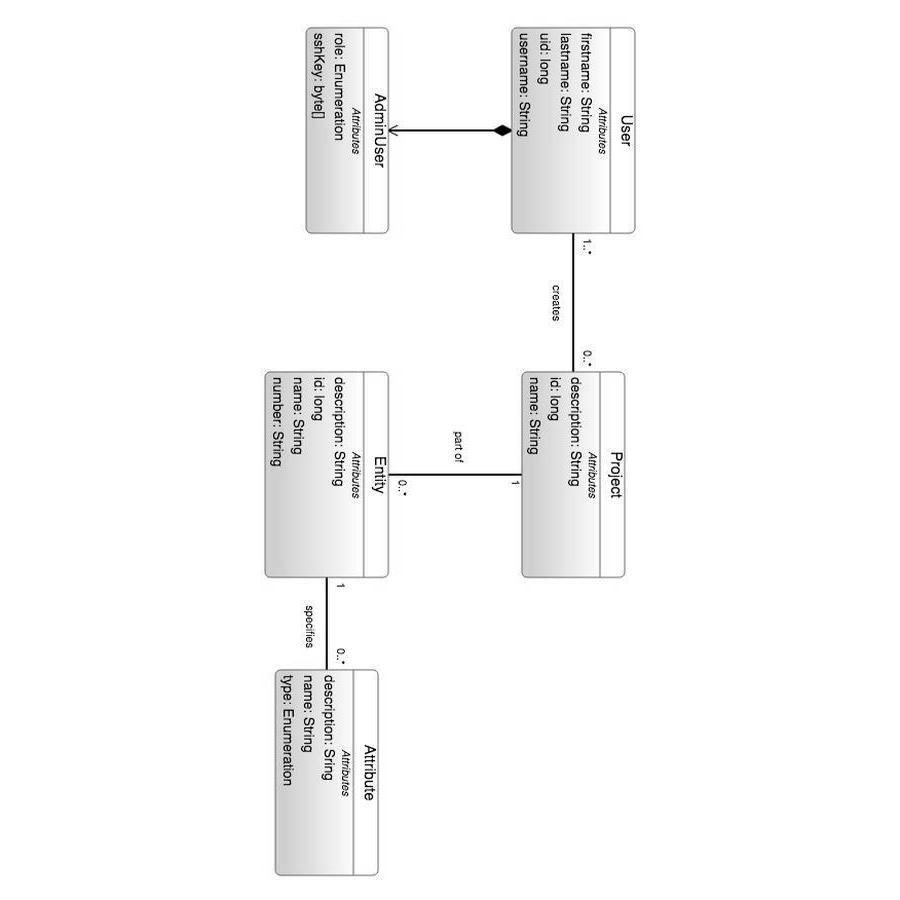 User
Attributes
firstname: String
lastname: String
uid: long
username: String
1..*
creates
0..*
Project
Attributes
description: String
id: long
name: String
AdminUser
Attributes
role: Enumeration
sshKey: byte[]
1
part of
0..*
Entity
Attributes
description: String
id: long
name: String
number: String
1
specifies
0..*
Attribute
Attributes
description: Sring
name: String
type: Enumeration